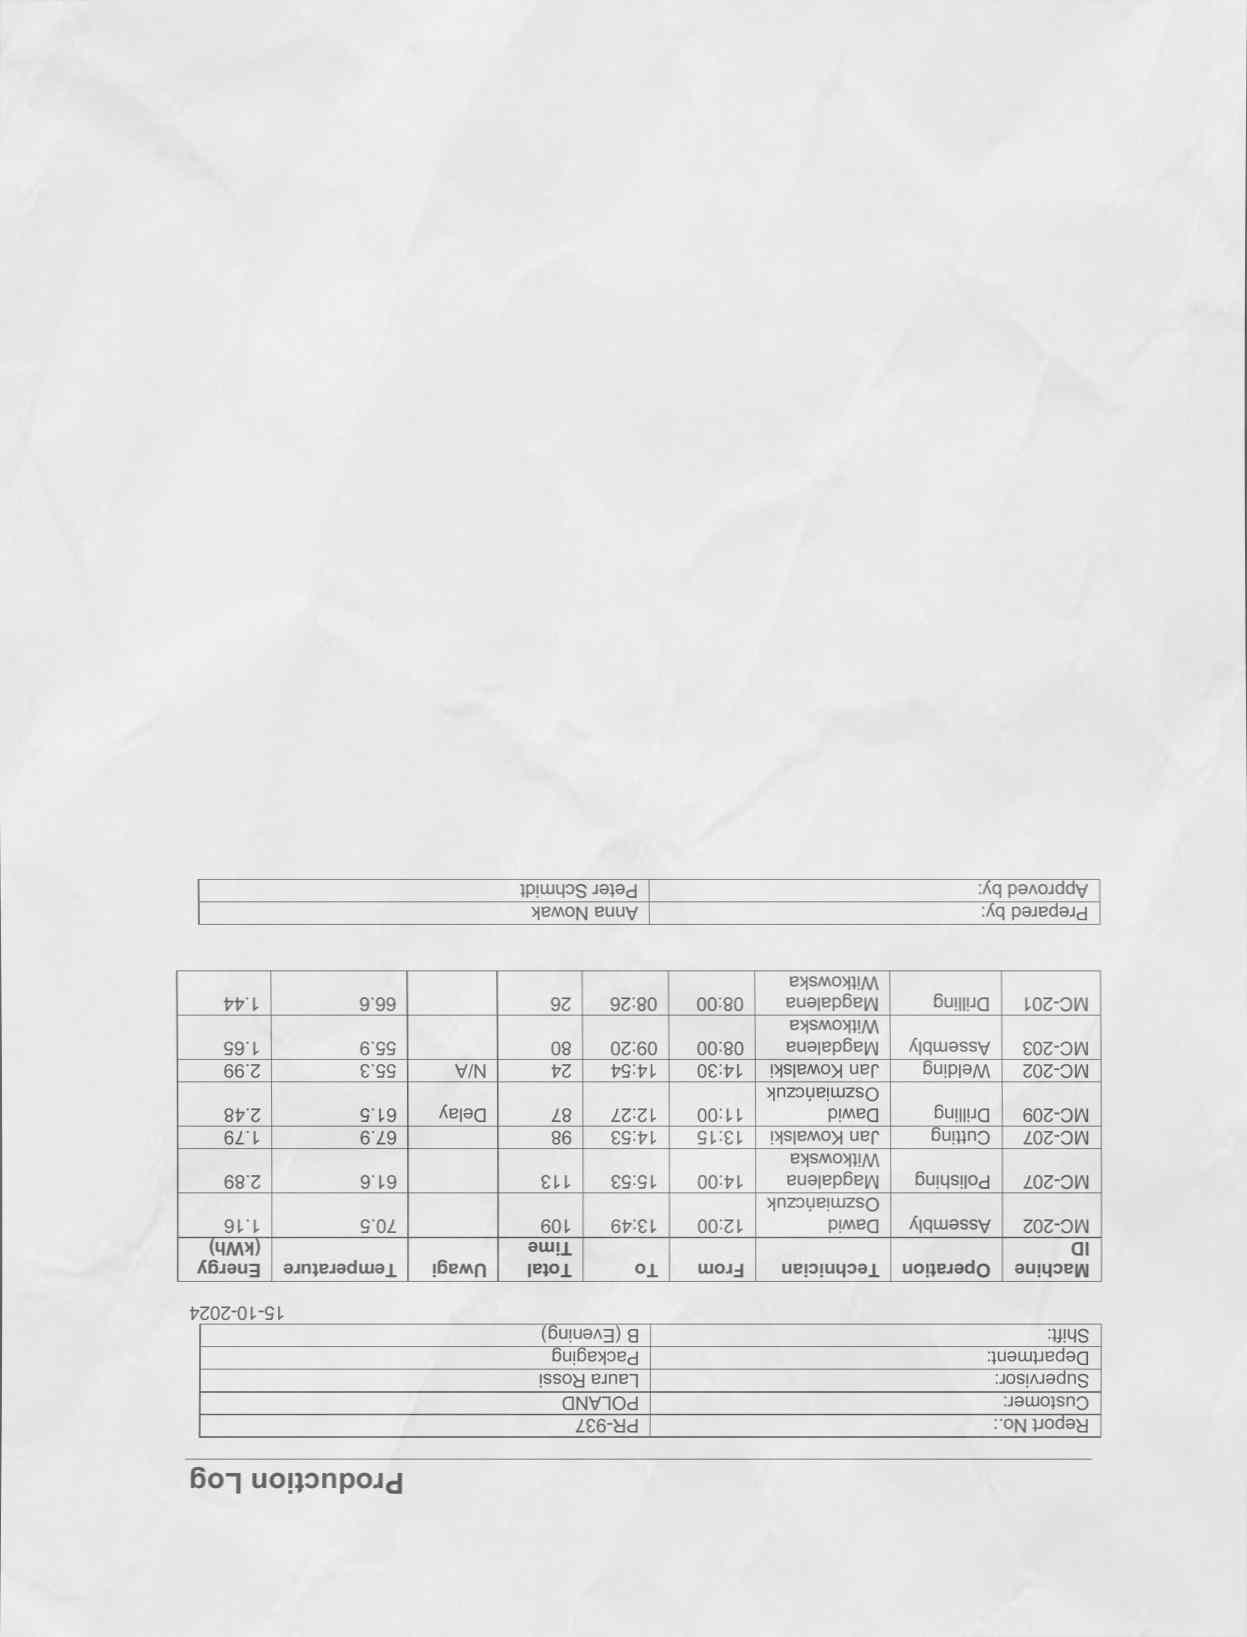 Production Log
Report No.: PR-937
Customer: POLAND
Supervisor: Laura Rossi
Department: Packaging
Shift: B (Evening)
15-10-2024
Machine ID Operation Technician From To Total Time Uwagi Temperature Energy (kWh)
MC-202 Assembly Dawid Oszmiańczuk 12:00 13:49 109 70.5 1.16
MC-207 Polishing Magdalena Witkowska 14:00 15:53 113 61.6 2.89
MC-207 Cutting Jan Kowalski 13:15 14:53 98 67.9 1.79
MC-209 Drilling Dawid Oszmiańczuk 11:00 12:27 87 Delay 61.5 2.48
MC-202 Welding Jan Kowalski 14:30 14:54 24 N/A 55.3 2.99
MC-203 Assembly Magdalena Witkowska 08:00 09:20 80 55.9 1.65
MC-201 Drilling Magdalena Witkowska 08:00 08:26 26 66.6 1.44
Prepared by: Anna Nowak
Approved by: Peter Schmidt